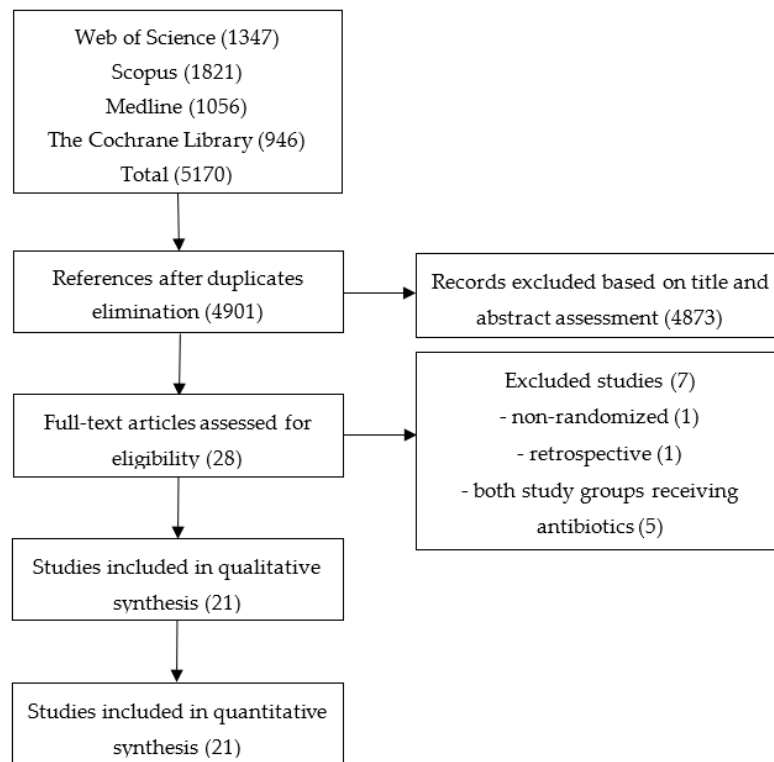 Web of Science (1347)
Scopus (1821)
Medline (1056)
The Cochrane Library (946)
Total (5170)
References after duplicates
elimination (4901)
Records excluded based on title and
abstract assessment (4873)
Full-text articles assessed for
eligibility (28)
Excluded studies (7)
- non-randomized (1)
- retrospective (1)
- both study groups receiving
antibiotics (5)
Studies included in qualitative
synthesis (21)
Studies included in quantitative
synthesis (21)